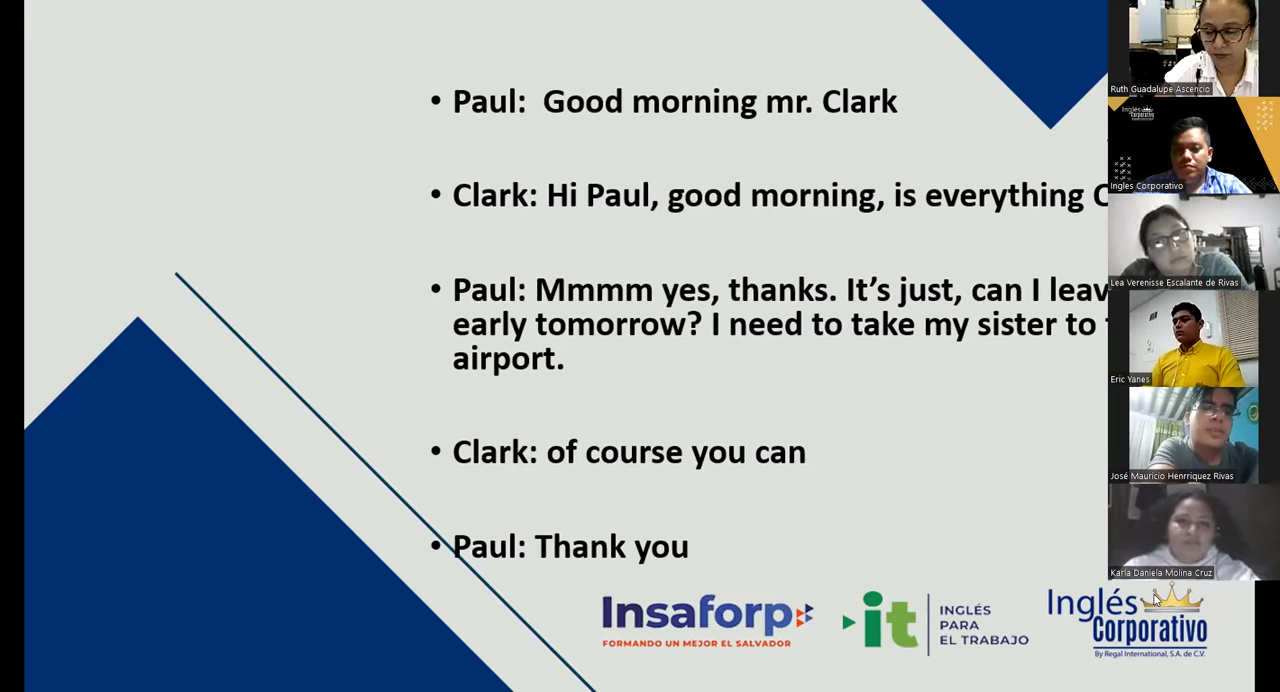 • Paul:  Good morning mr. Clark
• Clark: Hi Paul, good morning, is everything
• Paul: Mmmm yes, thanks. It's just, can I
early tomorrow? I need to take my sister to
airport.
• Clark: of course you can
• Paul: Thank you
Insaforp
FORMANDO UN MEJOR EL SALVADOR
it
INGLÉS
PARA
EL TRABAJO
Inglés
Corporativo
By Regal International, S.A. de C.V.
Ruth Guadalupe Ascencio
Inglés
Corporativo
Ingles Corporativo
Lea Verenisse Escalante de Rivas
Eric Yanes
José Mauricio Henrriquez Rivas
Karla Daniela Molina Cruz